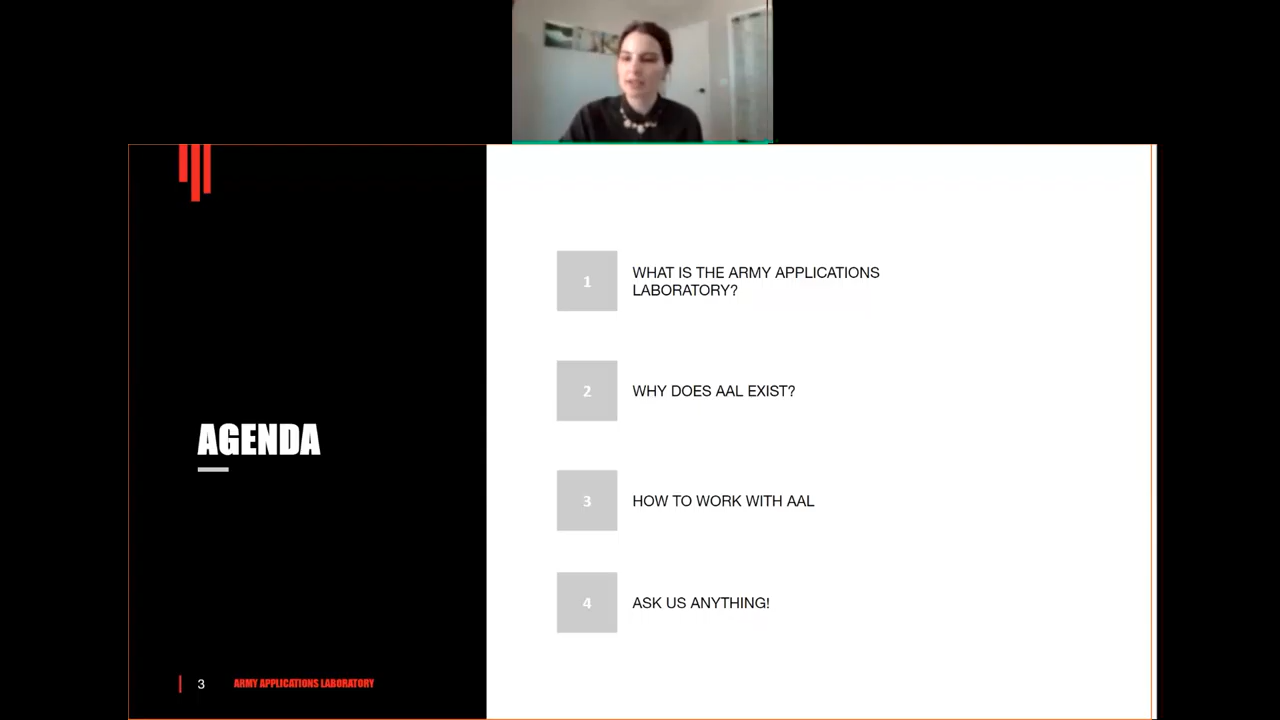 AGENDA
1
WHAT IS THE ARMY APPLICATIONS
LABORATORY?
2
WHY DOES AAL EXIST?
3
HOW TO WORK WITH AAL
4
ASK US ANYTHING!
3
ARMY APPLICATIONS LABORATORY